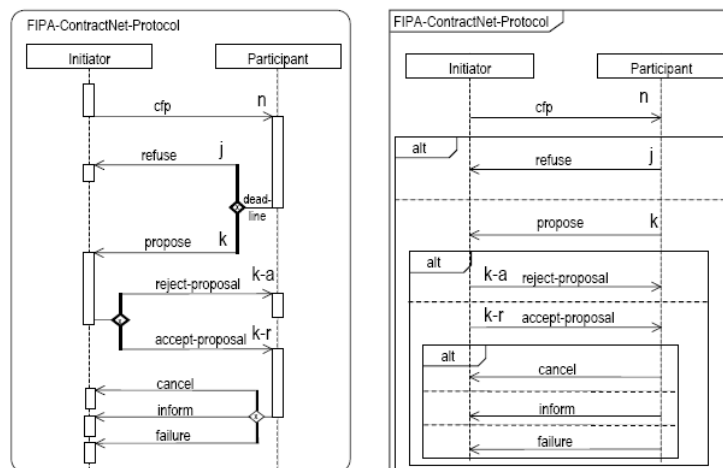 FIPA-ContractNet-Protocol
Initiator
Participant
cfp
n
refuse
j
dead-
line
propose
k
reject-proposal
k-a
accept-proposal
k-r
cancel
inform
failure
FIPA-ContractNet-Protocol
Initiator
Participant
n
cfp
alt
refuse
j
propose
k
alt
k-a
reject-proposal
k-r
accept-proposal
alt
cancel
inform
failure